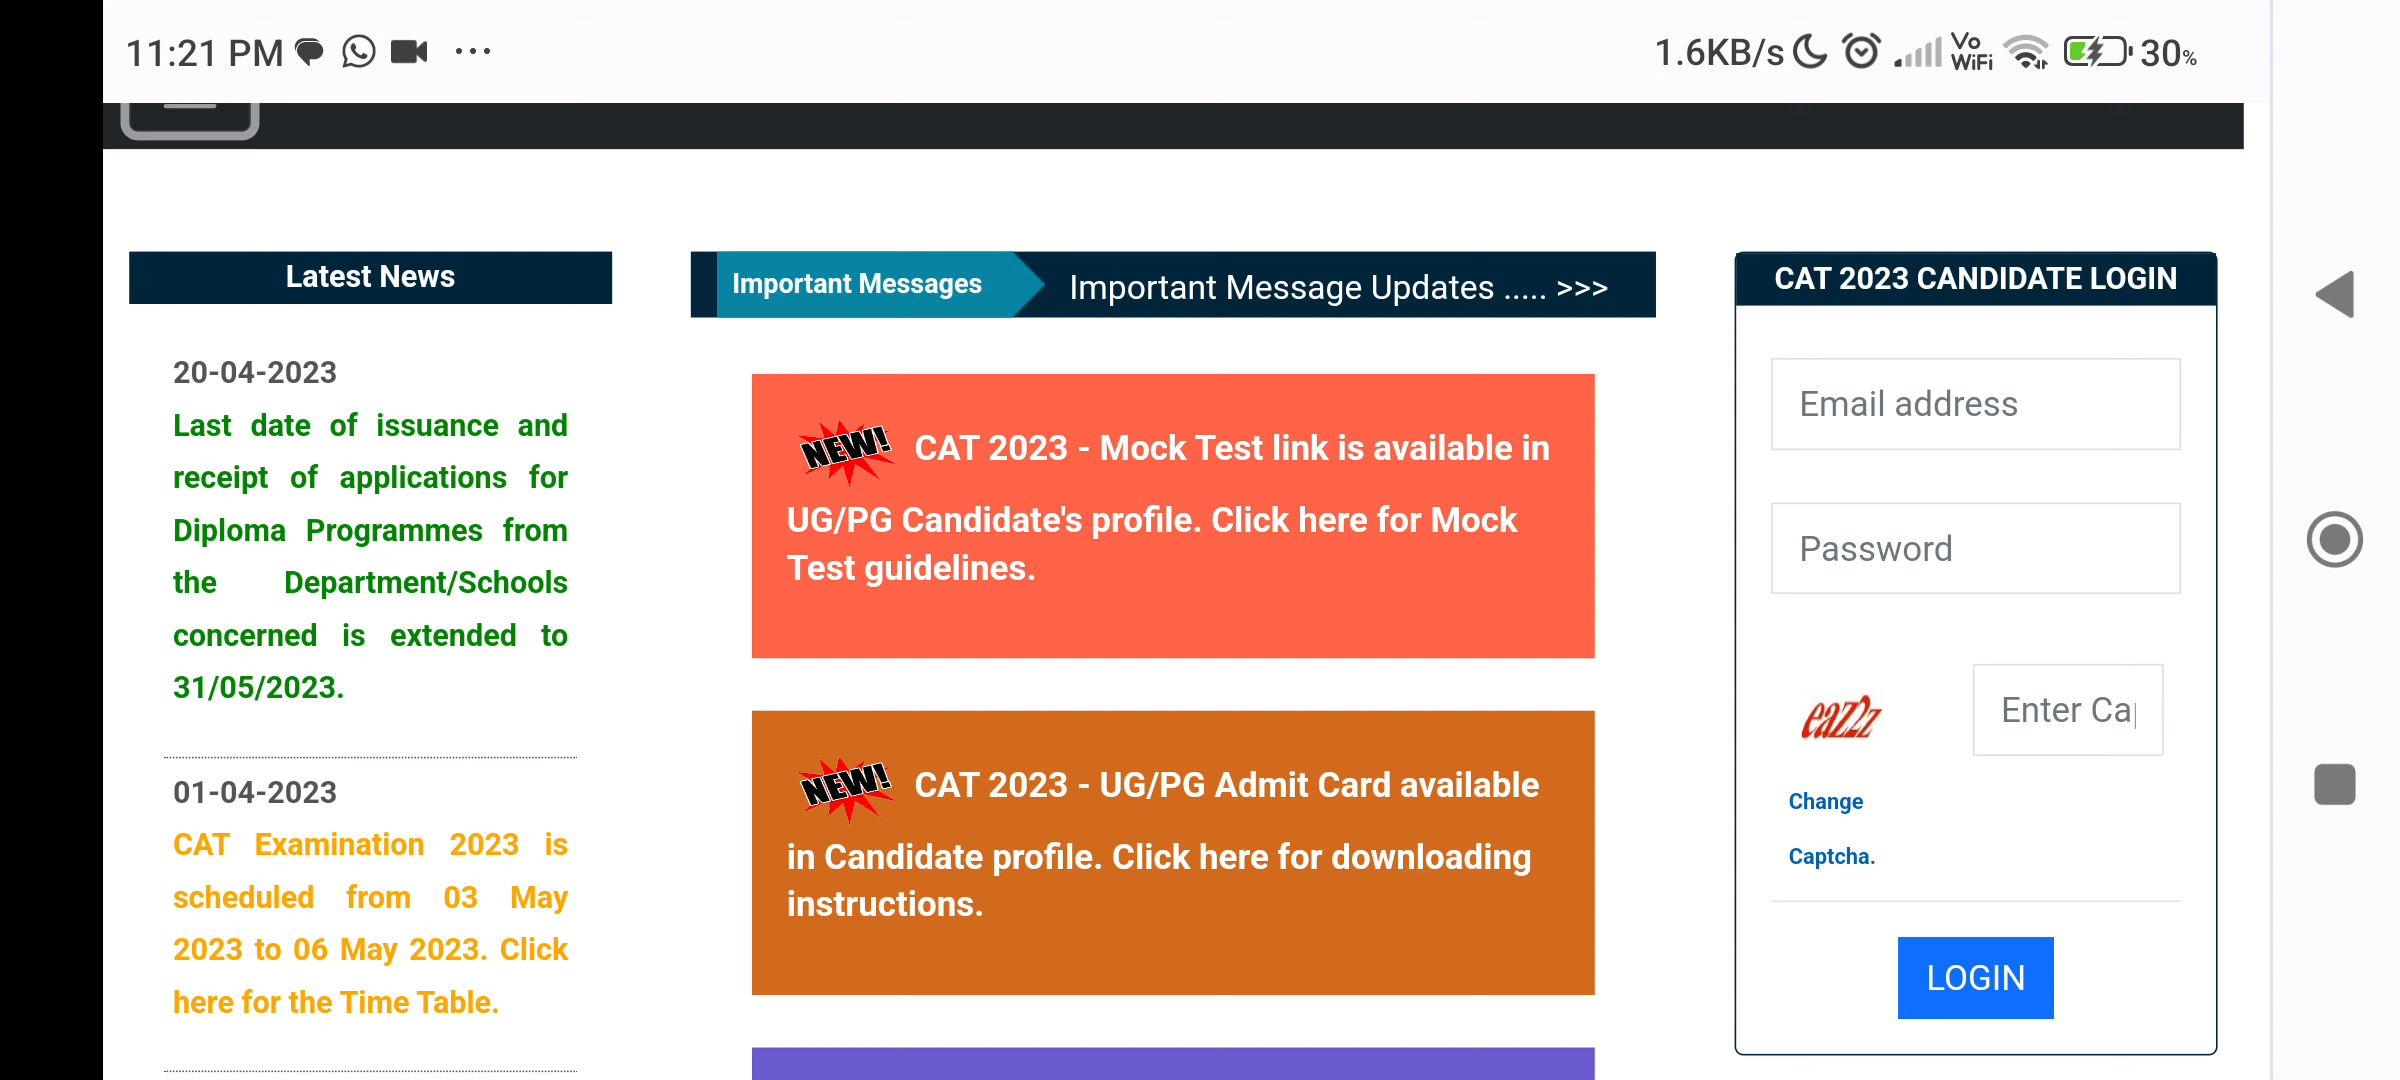 11:21 PM
1.6KB/s
Vo
WiFi
30%
Latest News
20-04-2023
Last date of issuance and
receipt of applications for
Diploma Programmes from
the Department/Schools
concerned is extended to
31/05/2023.
01-04-2023
CAT Examination 2023 is
scheduled from 03 May
2023 to 06 May 2023. Click
here for the Time Table.
Important Messages
Important Message Updates ..... >>>
NEW! CAT 2023 - Mock Test link is available in
UG/PG Candidate's profile. Click here for Mock
Test guidelines.
NEW! CAT 2023 - UG/PG Admit Card available
in Candidate profile. Click here for downloading
instructions.
CAT 2023 CANDIDATE LOGIN
Email address
Password
eaz2z
Enter Ca
Change
Captcha.
LOGIN